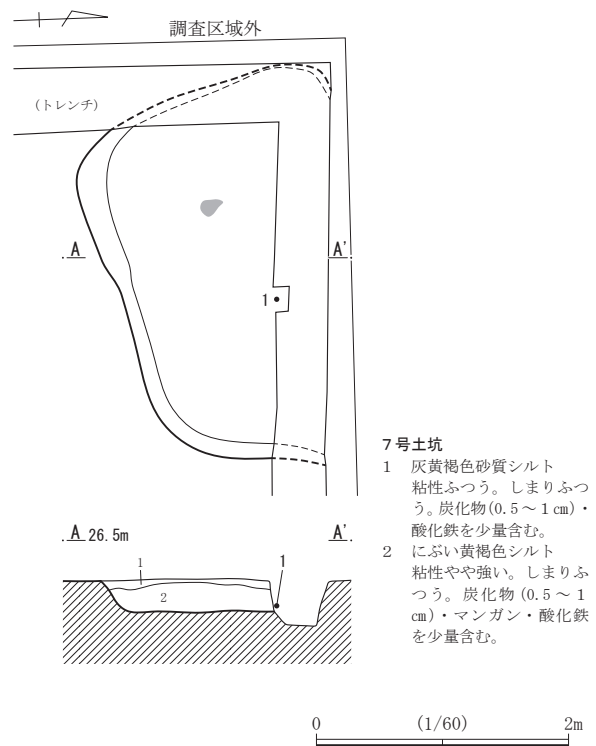 調査区域外
(トレンチ)
A
A'
1
A 26.5m
A'
1
1
2
7号土坑
1 灰黄褐色砂質シルト
粘性ふつう。しまりふつ
う。炭化物(0.5～1㎝)・
酸化鉄を少量含む。
2 にぶい黄褐色シルト
粘性やや強い。しまりふ
つう。炭化物(0.5～1
㎝)・マンガン・酸化鉄
を少量含む。
0 (1/60) 2m